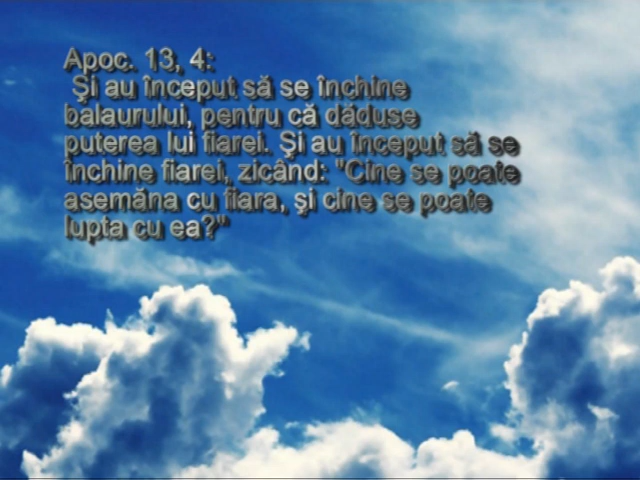 Apoc. 13, 4:
Şi au început să se închine
balaurului, pentru că dăduse
puterea lui fiarei. Şi au început să se
închine fiarei, zicând: "Cine se poate
asemăna cu fiara, şi cine se poate
lupta cu ea?"